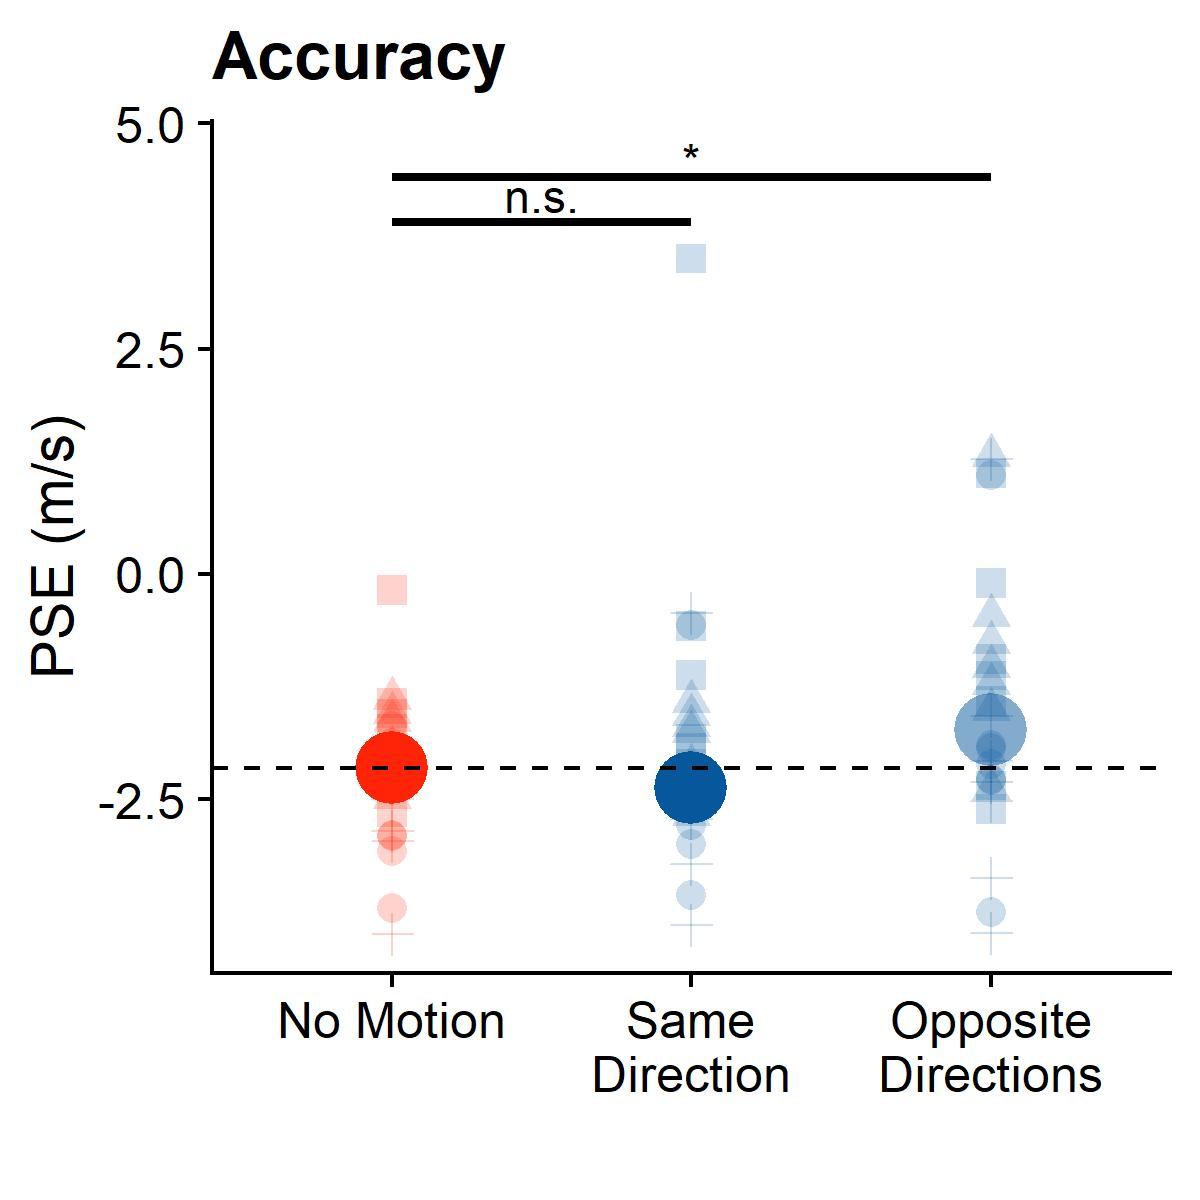 Accuracy
5.0
*
n.s.
2.5
0.0
-2.5
PSE (m/s)
No Motion
Same
Direction
Opposite
Directions